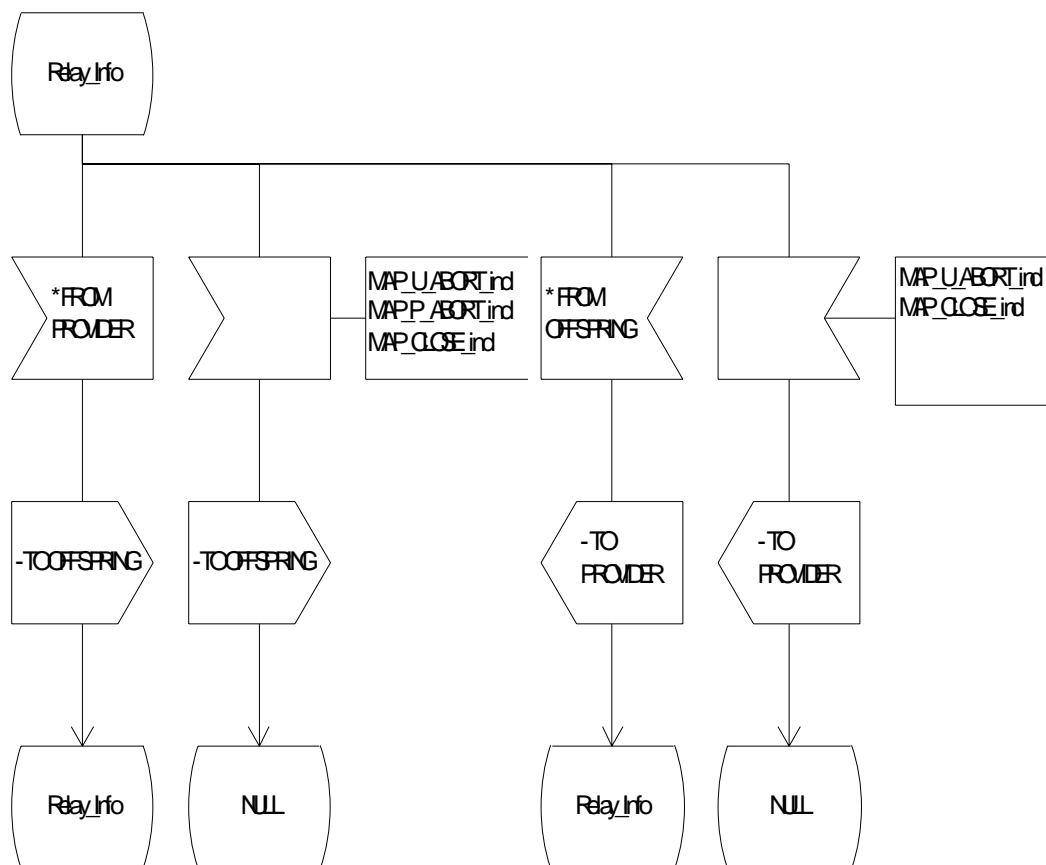 Relay_Info
*FROM
PROVIDER
MAP_U_ABORT_ind
MAP_P_ABORT_ind
MAP_CLOSE_ind
*FROM
OFFSPRING
MAP_U_ABORT_ind
MAP_CLOSE_ind
-TO OFFSPRING
-TO OFFSPRING
-TO
PROVIDER
-TO
PROVIDER
Relay_Info
NULL
Relay_Info
NULL